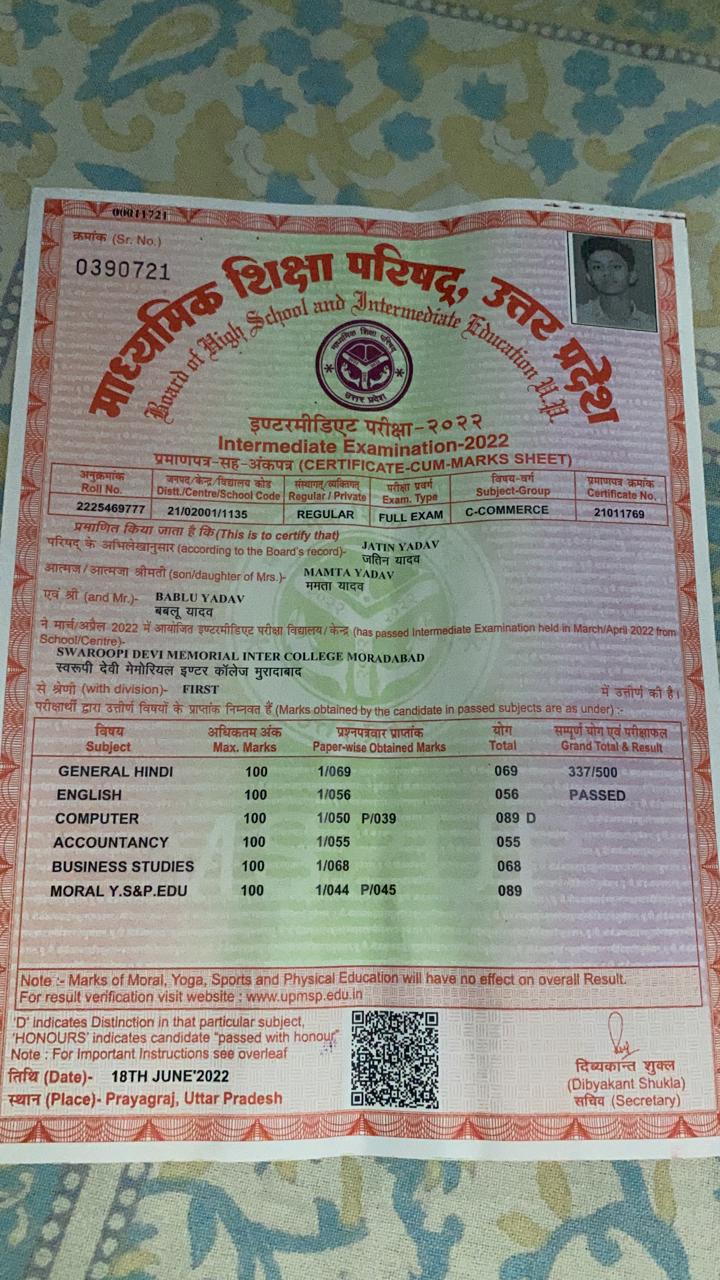 00011721
क्रमांक (Sr. No.)
0390721
माध्यमिक शिक्षा परिषद्, उत्तर प्रदेश
Board of High School and Intermediate Education U.P.
माध्यमिक शिक्षा परिषद
उत्तर प्रदेश
इण्टरमीडिएट परीक्षा-२०२२
Intermediate Examination-2022
प्रमाणपत्र-सह-अंकपत्र (CERTIFICATE-CUM-MARKS SHEET)
अनुक्रमांक जनपद/केन्द्र/विद्यालय कोड संस्थागत/व्यक्तिगत परीक्षा प्रवर्ग विषय-वर्ग प्रमाणपत्र क्रमांक
Roll No. Distt./Centre/School Code Regular / Private Exam. Type Subject-Group Certificate No.
2225469777 21/02001/1135 REGULAR FULL EXAM C-COMMERCE 21011769
प्रमाणित किया जाता है कि (This is to certify that)
परिषद् के अभिलेखानुसार (according to the Board's record)- JATIN YADAV
जतिन यादव
आत्मज/आत्मजा श्रीमती (son/daughter of Mrs.)- MAMTA YADAV
ममता यादव
एवं श्री (and Mr.)- BABLU YADAV
बबलू यादव
ने मार्च/अप्रैल 2022 में आयोजित इण्टरमीडिएट परीक्षा विद्यालय/केन्द्र (has passed Intermediate Examination held in March/April 2022 from
School/Centre)-
SWAROOPI DEVI MEMORIAL INTER COLLEGE MORADABAD
स्वरूपी देवी मेमोरियल इण्टर कॉलेज मुरादाबाद
से श्रेणी (with division)- FIRST में उत्तीर्ण की है।
परीक्षार्थी द्वारा उत्तीर्ण विषयों के प्राप्तांक निम्नवत हैं (Marks obtained by the candidate in passed subjects are as under) :-
विषय अधिकतम अंक प्रश्नपत्रवार प्राप्तांक योग सम्पूर्ण योग एवं परीक्षाफल
Subject Max. Marks Paper-wise Obtained Marks Total Grand Total & Result
GENERAL HINDI 100 1/069 069 337/500
ENGLISH 100 1/056 056 PASSED
COMPUTER 100 1/050 P/039 089 D
ACCOUNTANCY 100 1/055 055
BUSINESS STUDIES 100 1/068 068
MORAL Y.S&P.EDU 100 1/044 P/045 089
Note :- Marks of Moral, Yoga, Sports and Physical Education will have no effect on overall Result.
For result verification visit website : www.upmsp.edu.in
'D' indicates Distinction in that particular subject,
'HONOURS' indicates candidate "passed with honour"
Note : For Important Instructions see overleaf
तिथि (Date)- 18TH JUNE'2022
स्थान (Place)- Prayagraj, Uttar Pradesh
दिव्यकान्त शुक्ल
(Dibyakant Shukla)
सचिव (Secretary)